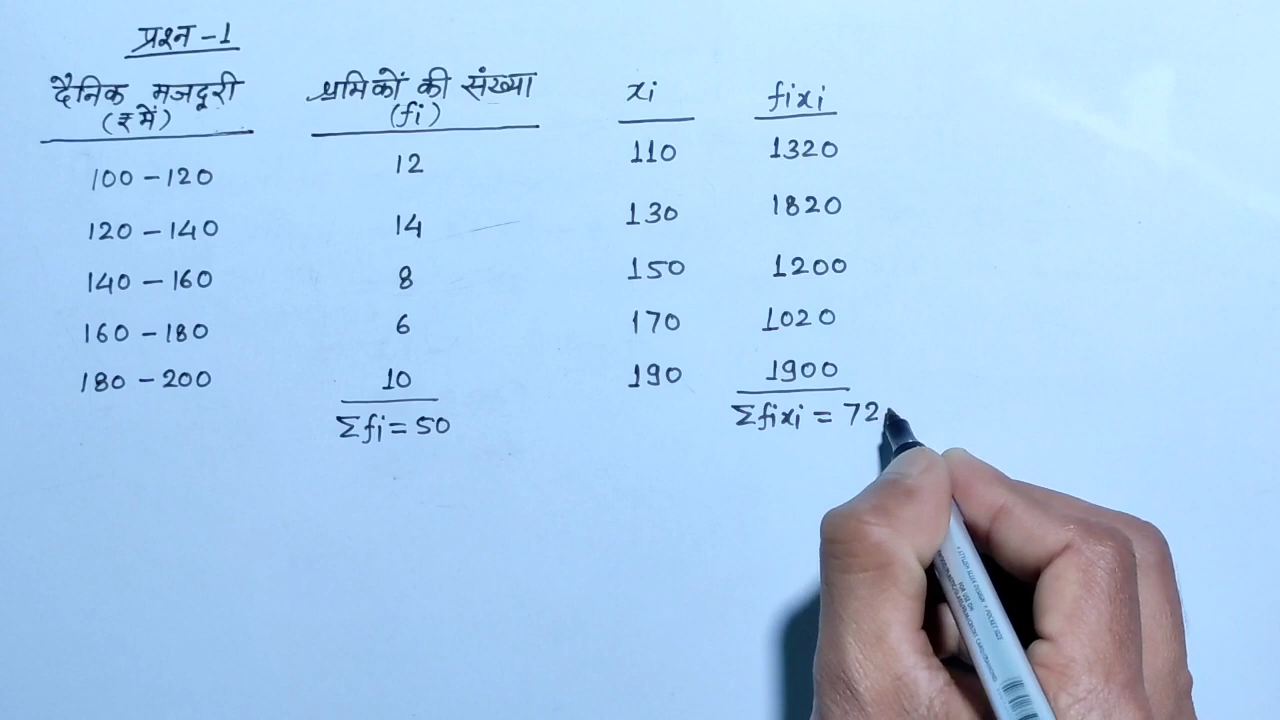 प्रश्न-1
दैनिक मजदूरी श्रमिकों की संख्या xi fixi
(₹ में) (fi)
100-120 12 110 1320
120-140 14 130 1820
140-160 8 150 1200
160-180 6 170 1020
180-200 10 190 1900
Σfi = 50 Σfixi = 72